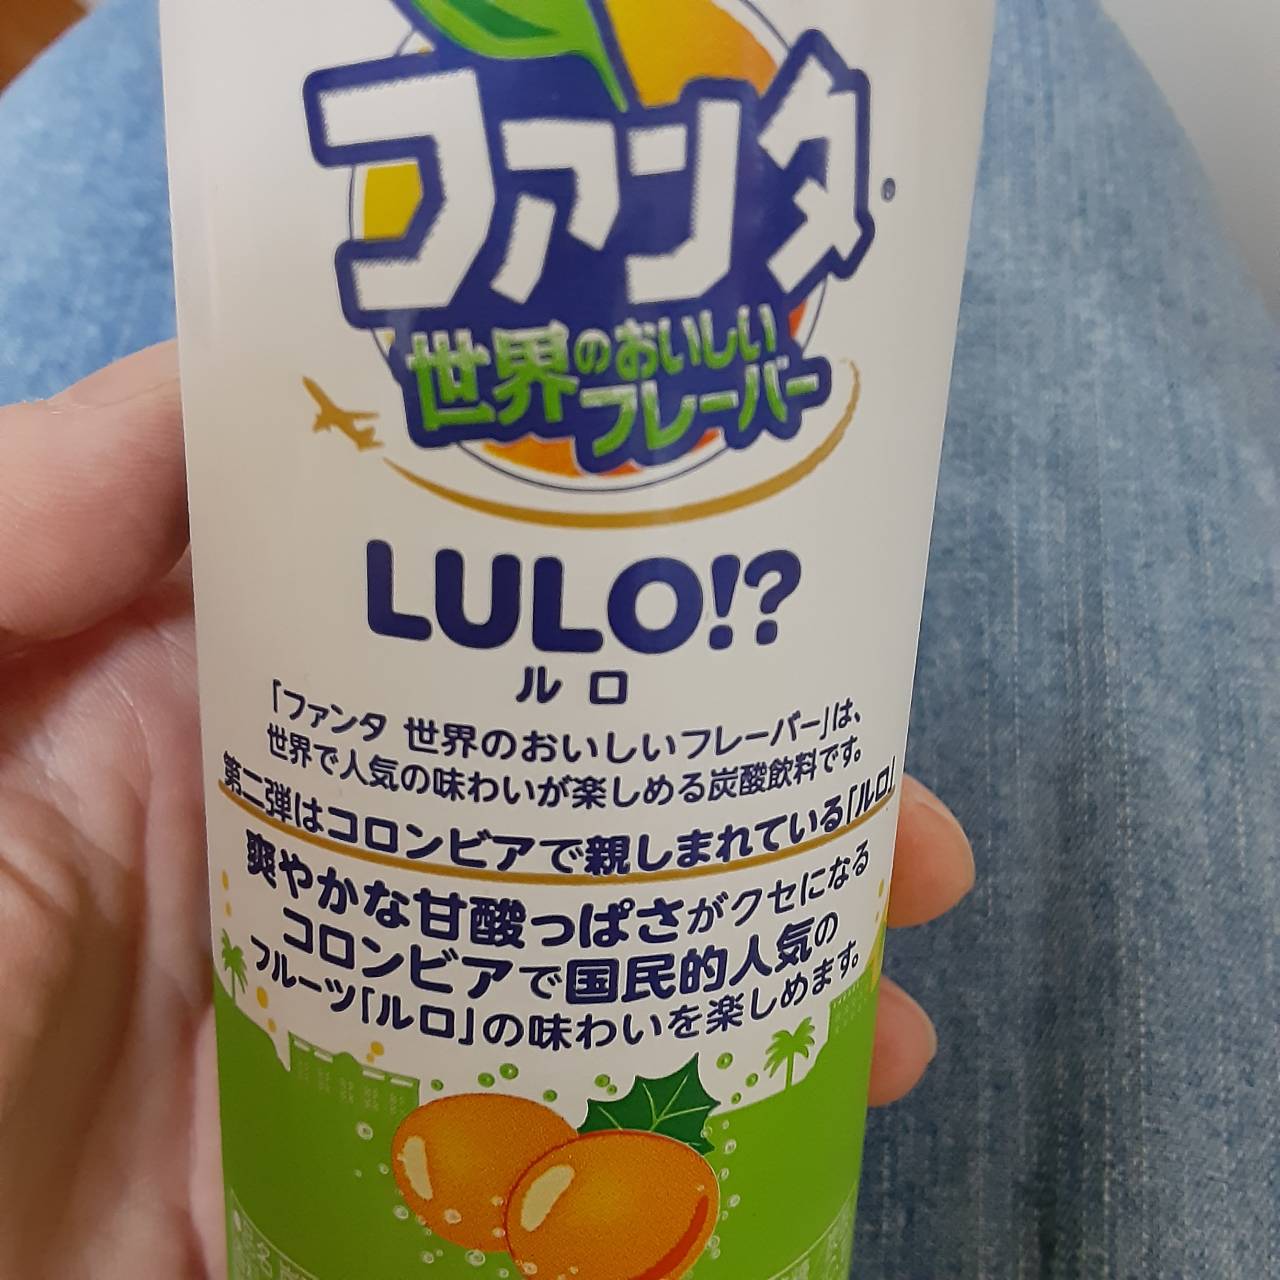 ファンタ®
世界のおいしい
フレーバー
LULO!?
ルロ
「ファンタ 世界のおいしいフレーバー」は、
世界で人気の味わいが楽しめる炭酸飲料です。
第二弾はコロンビアで親しまれている「ルロ」
爽やかな甘酸っぱさがクセになる
コロンビアで国民的人気の
フルーツ「ルロ」の味わいを楽しめます。